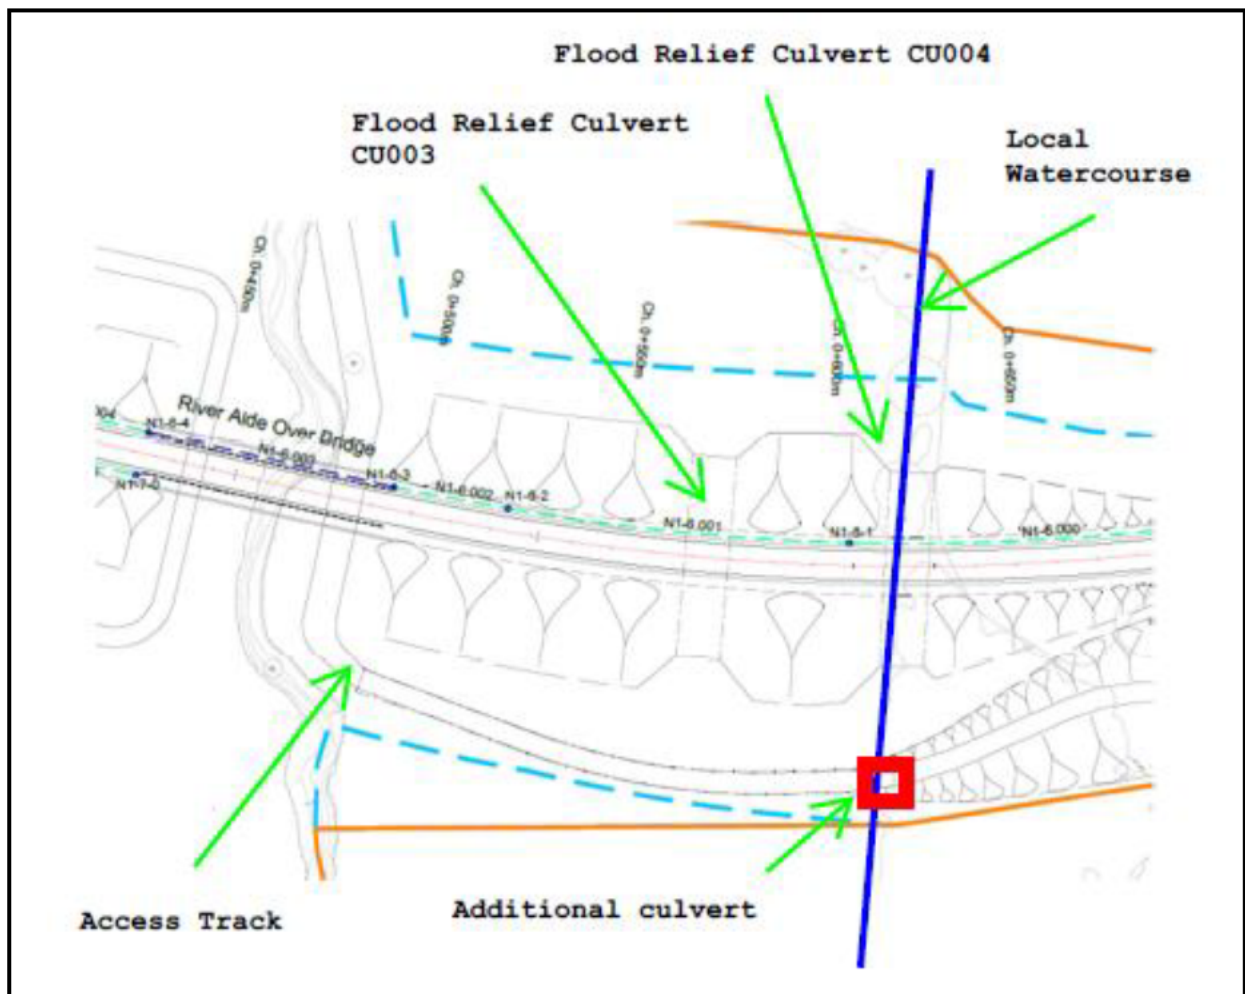 Flood Relief Culvert CU004
Flood Relief Culvert
CU003
Local
Watercourse
Ch. 0+450m
Ch. 0+500m
Ch. 0+550m
Ch. 0+600m
Ch. 0+650m
004
N1-6-4
River Alde Over Bridge
N1-6.003
N1-6-3
N1-7-0
N1-6.002
N1-6-2
N1-6.001
N1-6-1
N1-6.000
Access Track
Additional culvert